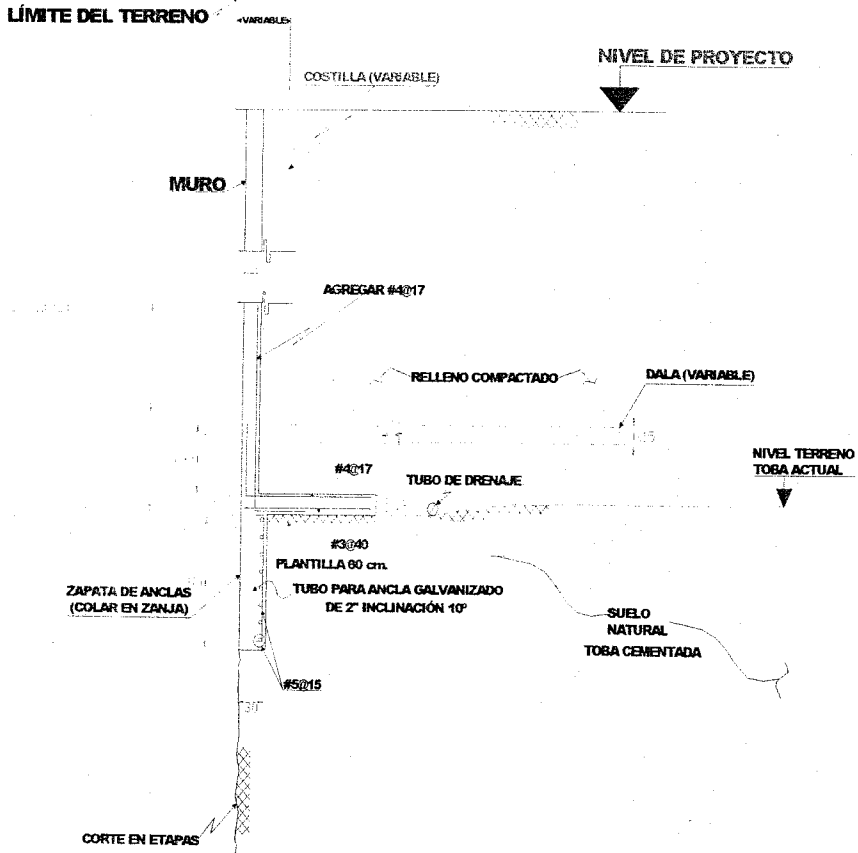 LÍMITE DEL TERRENO
VARIABLE
NIVEL DE PROYECTO
COSTILLA (VARIABLE)
MURO
AGREGAR #4@17
RELLENO COMPACTADO
DALA (VARIABLE)
15
NIVEL TERRENO
TOBA ACTUAL
#4@17
TUBO DE DRENAJE
#3@40
PLANTILLA 60 cm.
ZAPATA DE ANCLAS
(COLAR EN ZANJA)
TUBO PARA ANCLA GALVANIZADO
DE 2" INCLINACIÓN 10º
SUELO
NATURAL
TOBA CEMENTADA
#5@15
30
CORTE EN ETAPAS